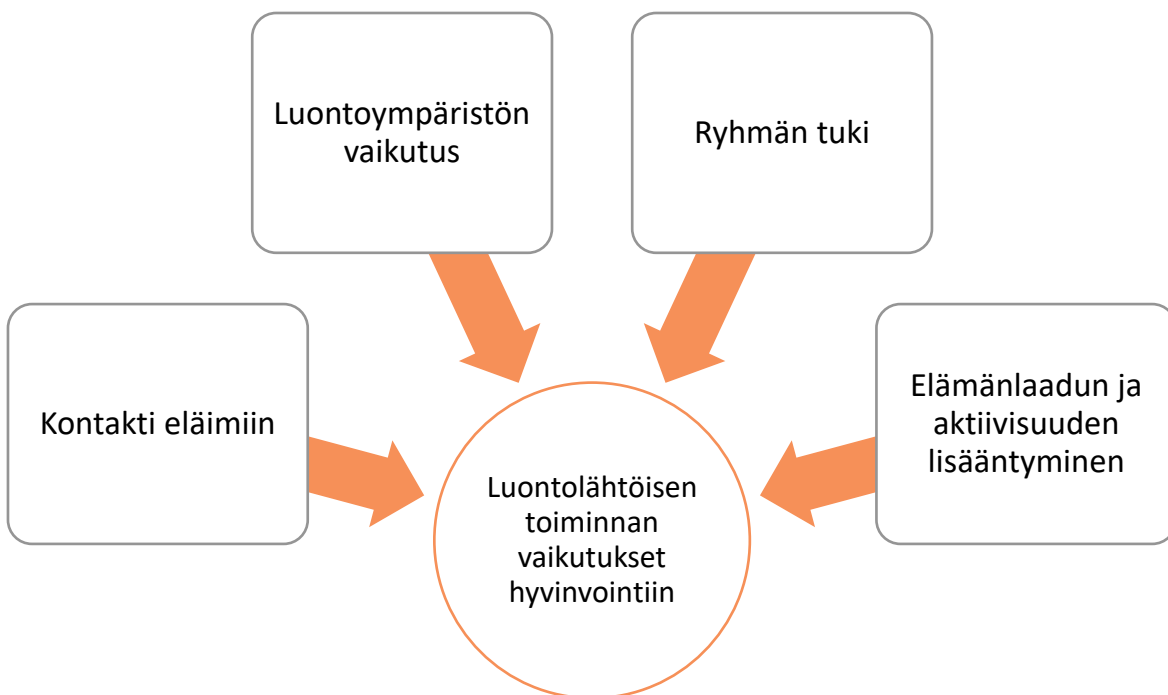 Luontoympäristön
vaikutus
Ryhmän tuki
Kontakti eläimiin
Elämänlaadun ja
aktiivisuuden
lisääntyminen
Luontolähtöisen
toiminnan
vaikutukset
hyvinvointiin